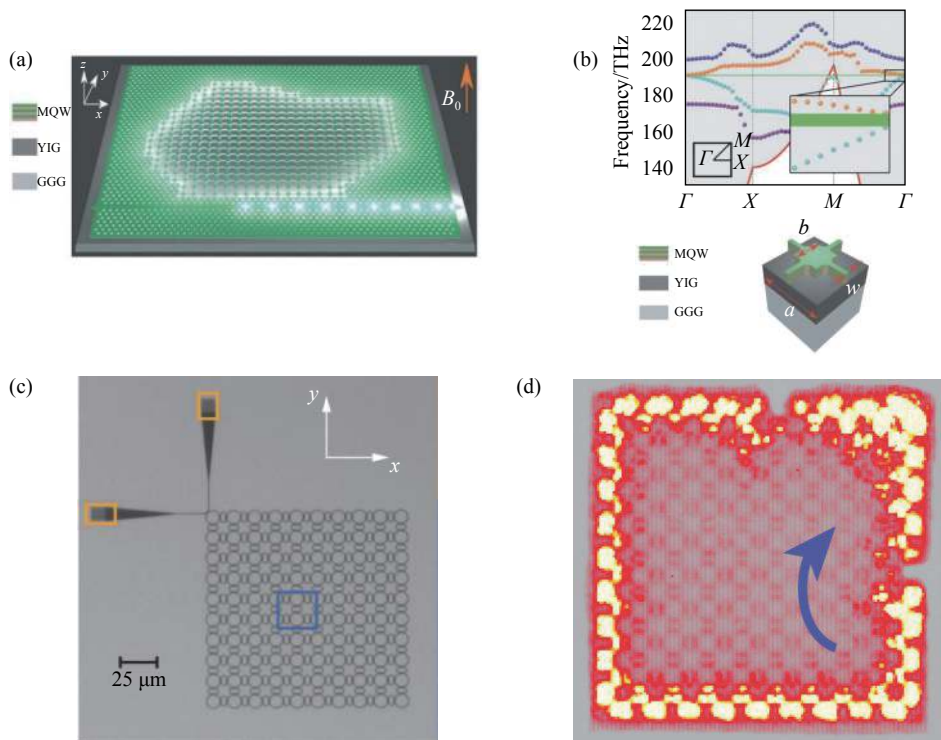 (a)
z
y
x
B0
MQW
YIG
GGG
(b)
Frequency/THz
220
200
180
160
140
M
Γ
X
Γ
X
M
Γ
b
MQW
YIG
GGG
w
a
(c)
y
x
25 μm
(d)